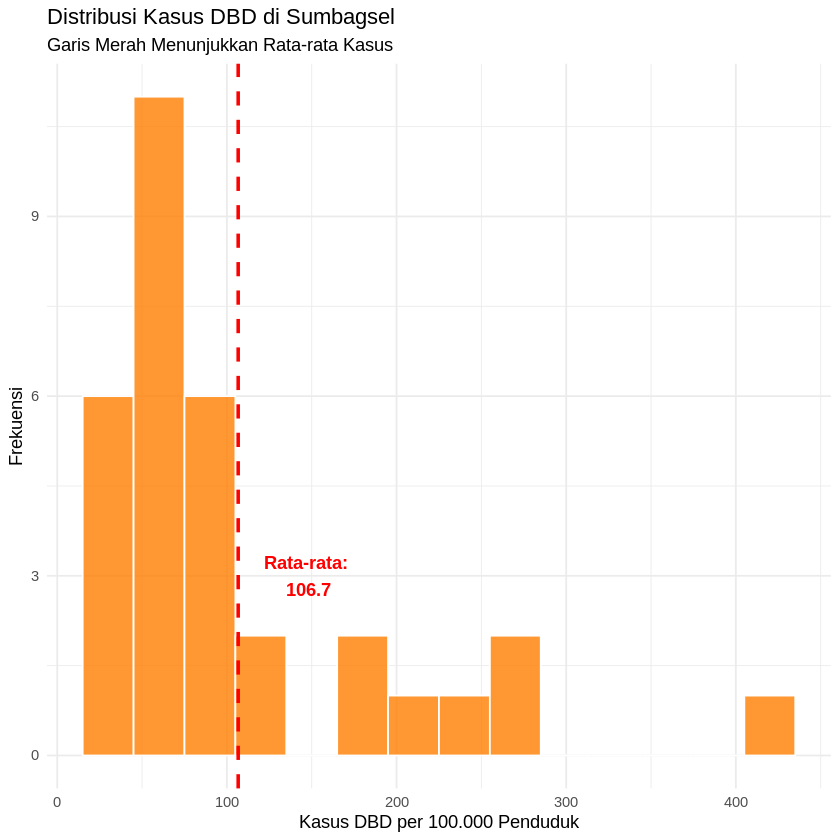 Distribusi Kasus DBD di Sumbagsel
Garis Merah Menunjukkan Rata-rata Kasus
Frekuensi
9
6
3
0
Rata-rata:
106.7
0 100 200 300 400
Kasus DBD per 100.000 Penduduk